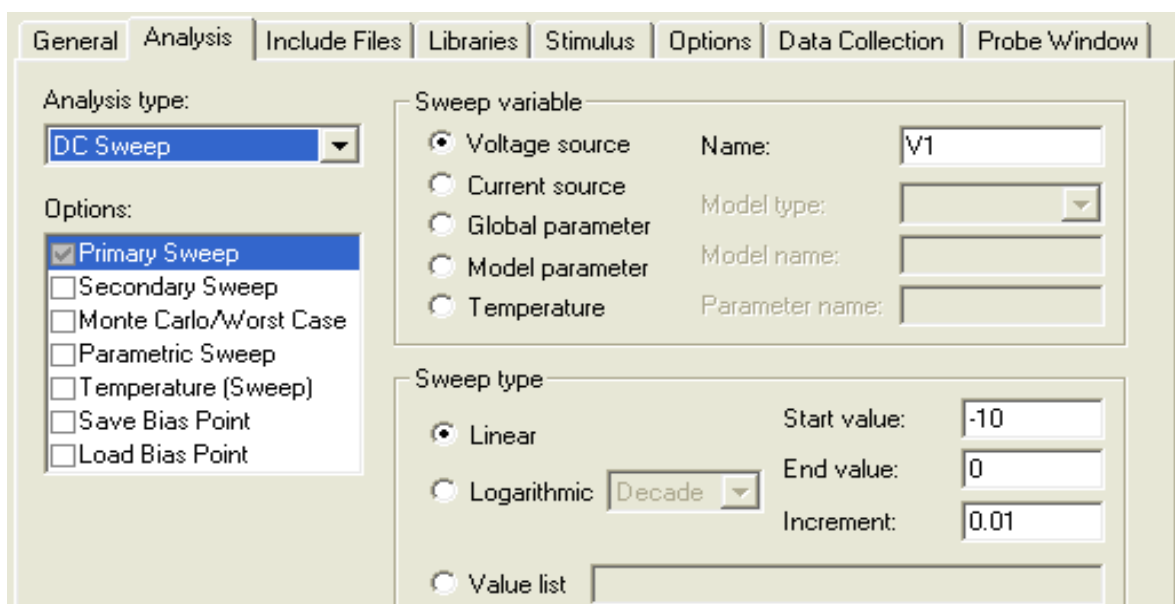 General Analysis Include Files Libraries Stimulus Options Data Collection Probe Window
Analysis type:
DC Sweep
Options:
Primary Sweep
Secondary Sweep
Monte Carlo/Worst Case
Parametric Sweep
Temperature (Sweep)
Save Bias Point
Load Bias Point
Sweep variable
Voltage source
Current source
Global parameter
Model parameter
Temperature
Name: V1
Model type:
Model name:
Parameter name:
Sweep type
Linear
Logarithmic Decade
Value list
Start value: -10
End value: 0
Increment: 0.01